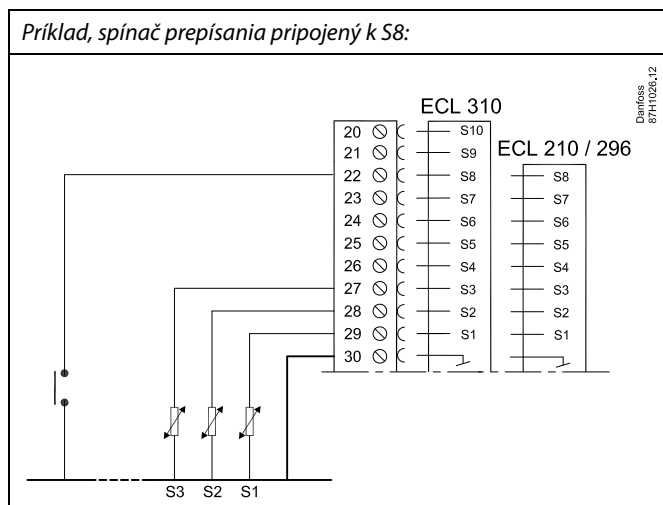 Príklad, spínač prepísania pripojený k S8:
Danfoss
87H1026.12
ECL 310
ECL 210 / 296
20 S10
21 S9
22 S8 S8
23 S7 S7
24 S6 S6
25 S5 S5
26 S4 S4
27 S3 S3
28 S2 S2
29 S1 S1
30
S3 S2 S1